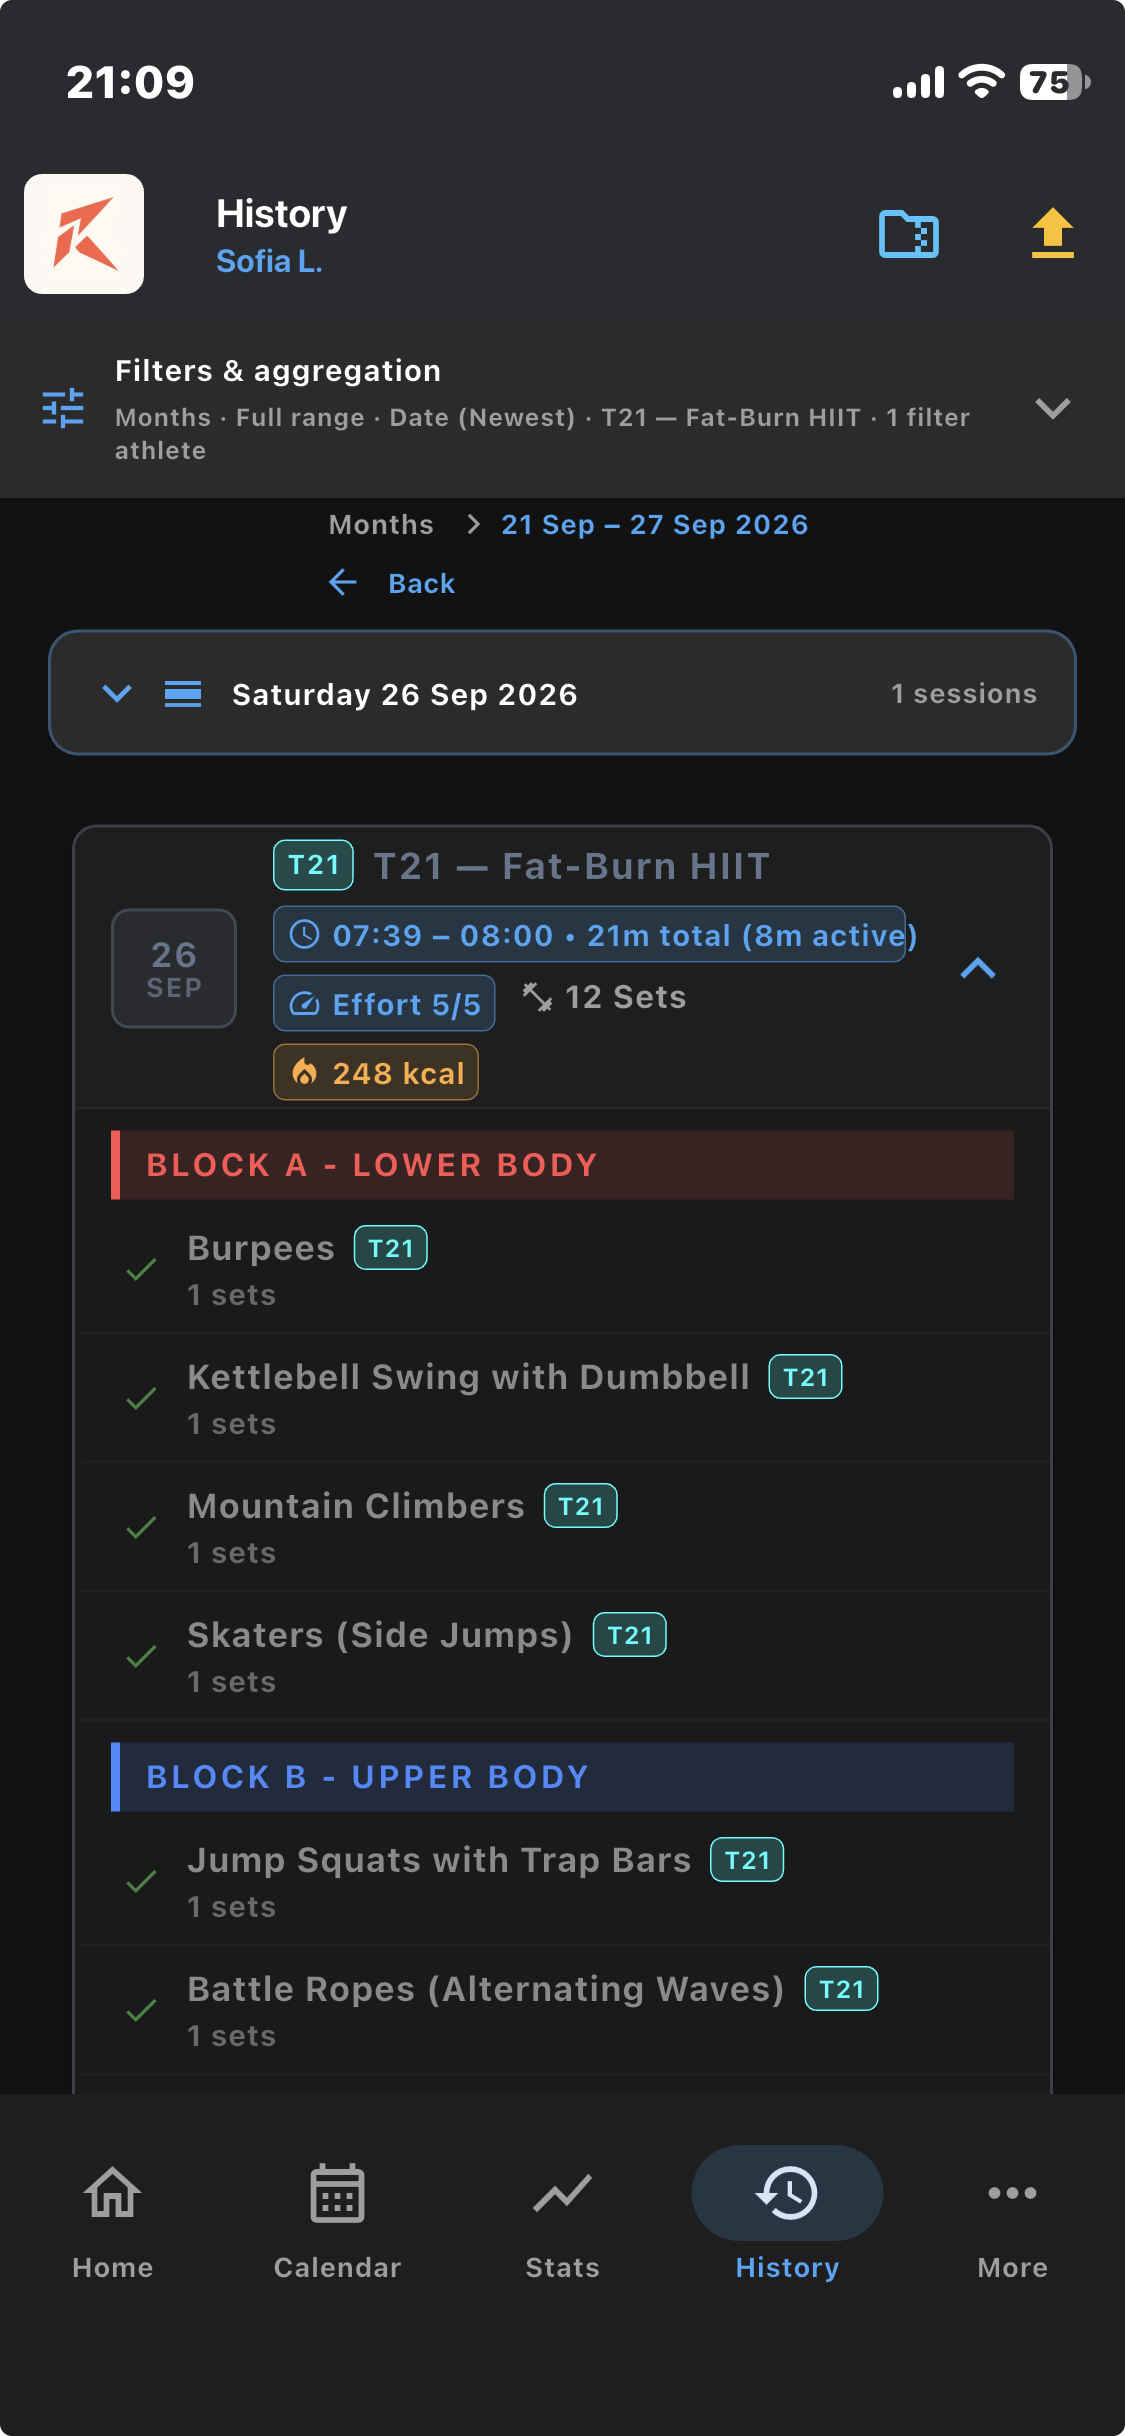 21:09
75
History
Sofia L.
Filters & aggregation
Months · Full range · Date (Newest) · T21 — Fat-Burn HIIT · 1 filter
athlete
Months > 21 Sep – 27 Sep 2026
← Back
Saturday 26 Sep 2026
1 sessions
26
SEP
T21 T21 — Fat-Burn HIIT
07:39 – 08:00 • 21m total (8m active)
Effort 5/5
12 Sets
248 kcal
BLOCK A - LOWER BODY
Burpees T21
1 sets
Kettlebell Swing with Dumbbell T21
1 sets
Mountain Climbers T21
1 sets
Skaters (Side Jumps) T21
1 sets
BLOCK B - UPPER BODY
Jump Squats with Trap Bars T21
1 sets
Battle Ropes (Alternating Waves) T21
1 sets
Home
Calendar
Stats
History
More